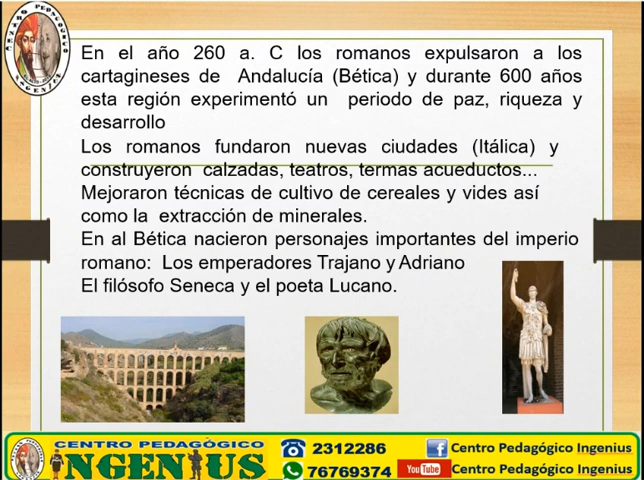 En el año 260 a. C los romanos expulsaron a los
cartagineses de Andalucía (Bética) y durante 600 años
esta región experimentó un periodo de paz, riqueza y
desarrollo
Los romanos fundaron nuevas ciudades (Itálica) y
construyeron calzadas, teatros, termas acueductos...
Mejoraron técnicas de cultivo de cereales y vides así
como la extracción de minerales.
En al Bética nacieron personajes importantes del imperio
romano: Los emperadores Trajano y Adriano
El filósofo Seneca y el poeta Lucano.
CENTRO PEDAGÓGICO
INGENIUS
2312286
76769374
Centro Pedagógico Ingenius
YouTube Centro Pedagógico Ingenius